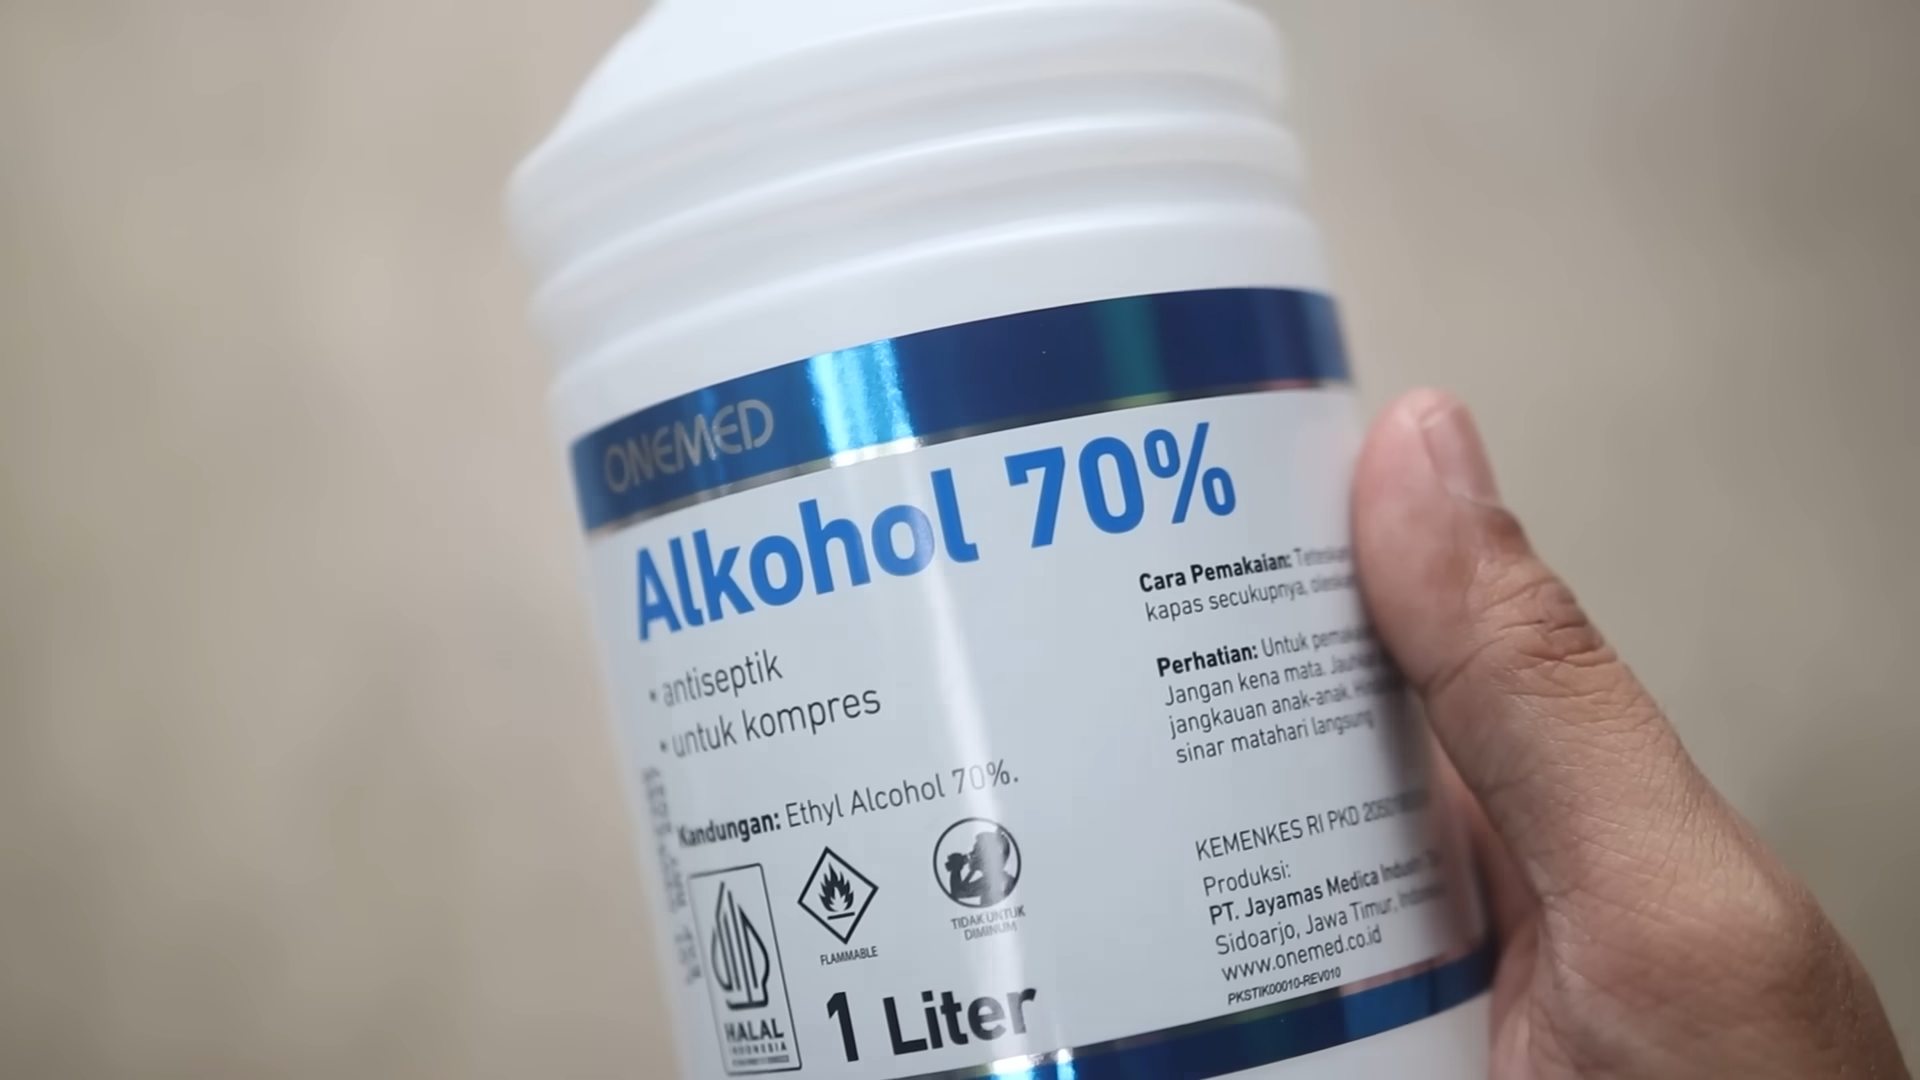 ONEMED
Alkohol 70%
• antiseptik
• untuk kompres
Kandungan: Ethyl Alcohol 70%.
FLAMMABLE
TIDAK UNTUK
DIMINUM
HALAL
INDONESIA
1 Liter
Cara Pemakaian:
kapas secukupnya,
Perhatian: Untuk
Jangan kena mata.
jangkauan anak-anak,
sinar matahari langsung
KEMENKES RI PKD
Produksi:
PT. Jayamas Medica
Sidoarjo, Jawa Timur,
www.onemed.co.id
PKSTIK00010-REV010